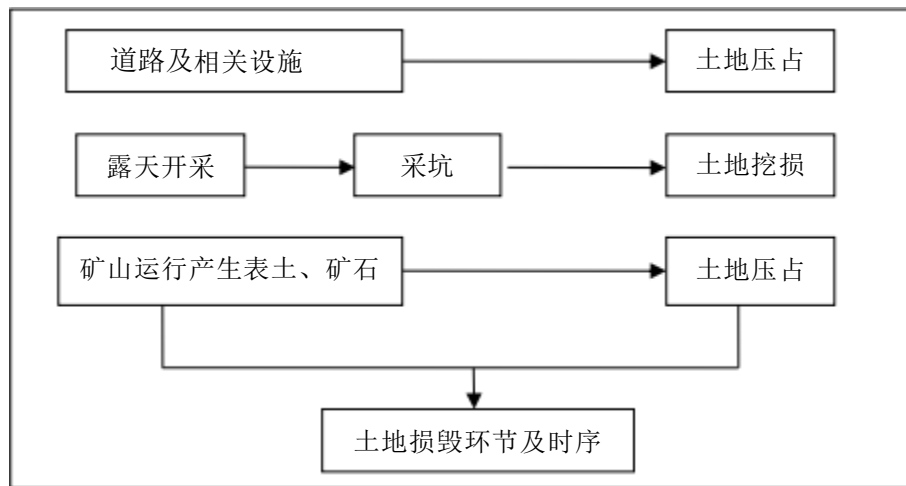 道路及相关设施
土地压占
露天开采
采坑
土地挖损
矿山运行产生表土、矿石
土地压占
土地损毁环节及时序